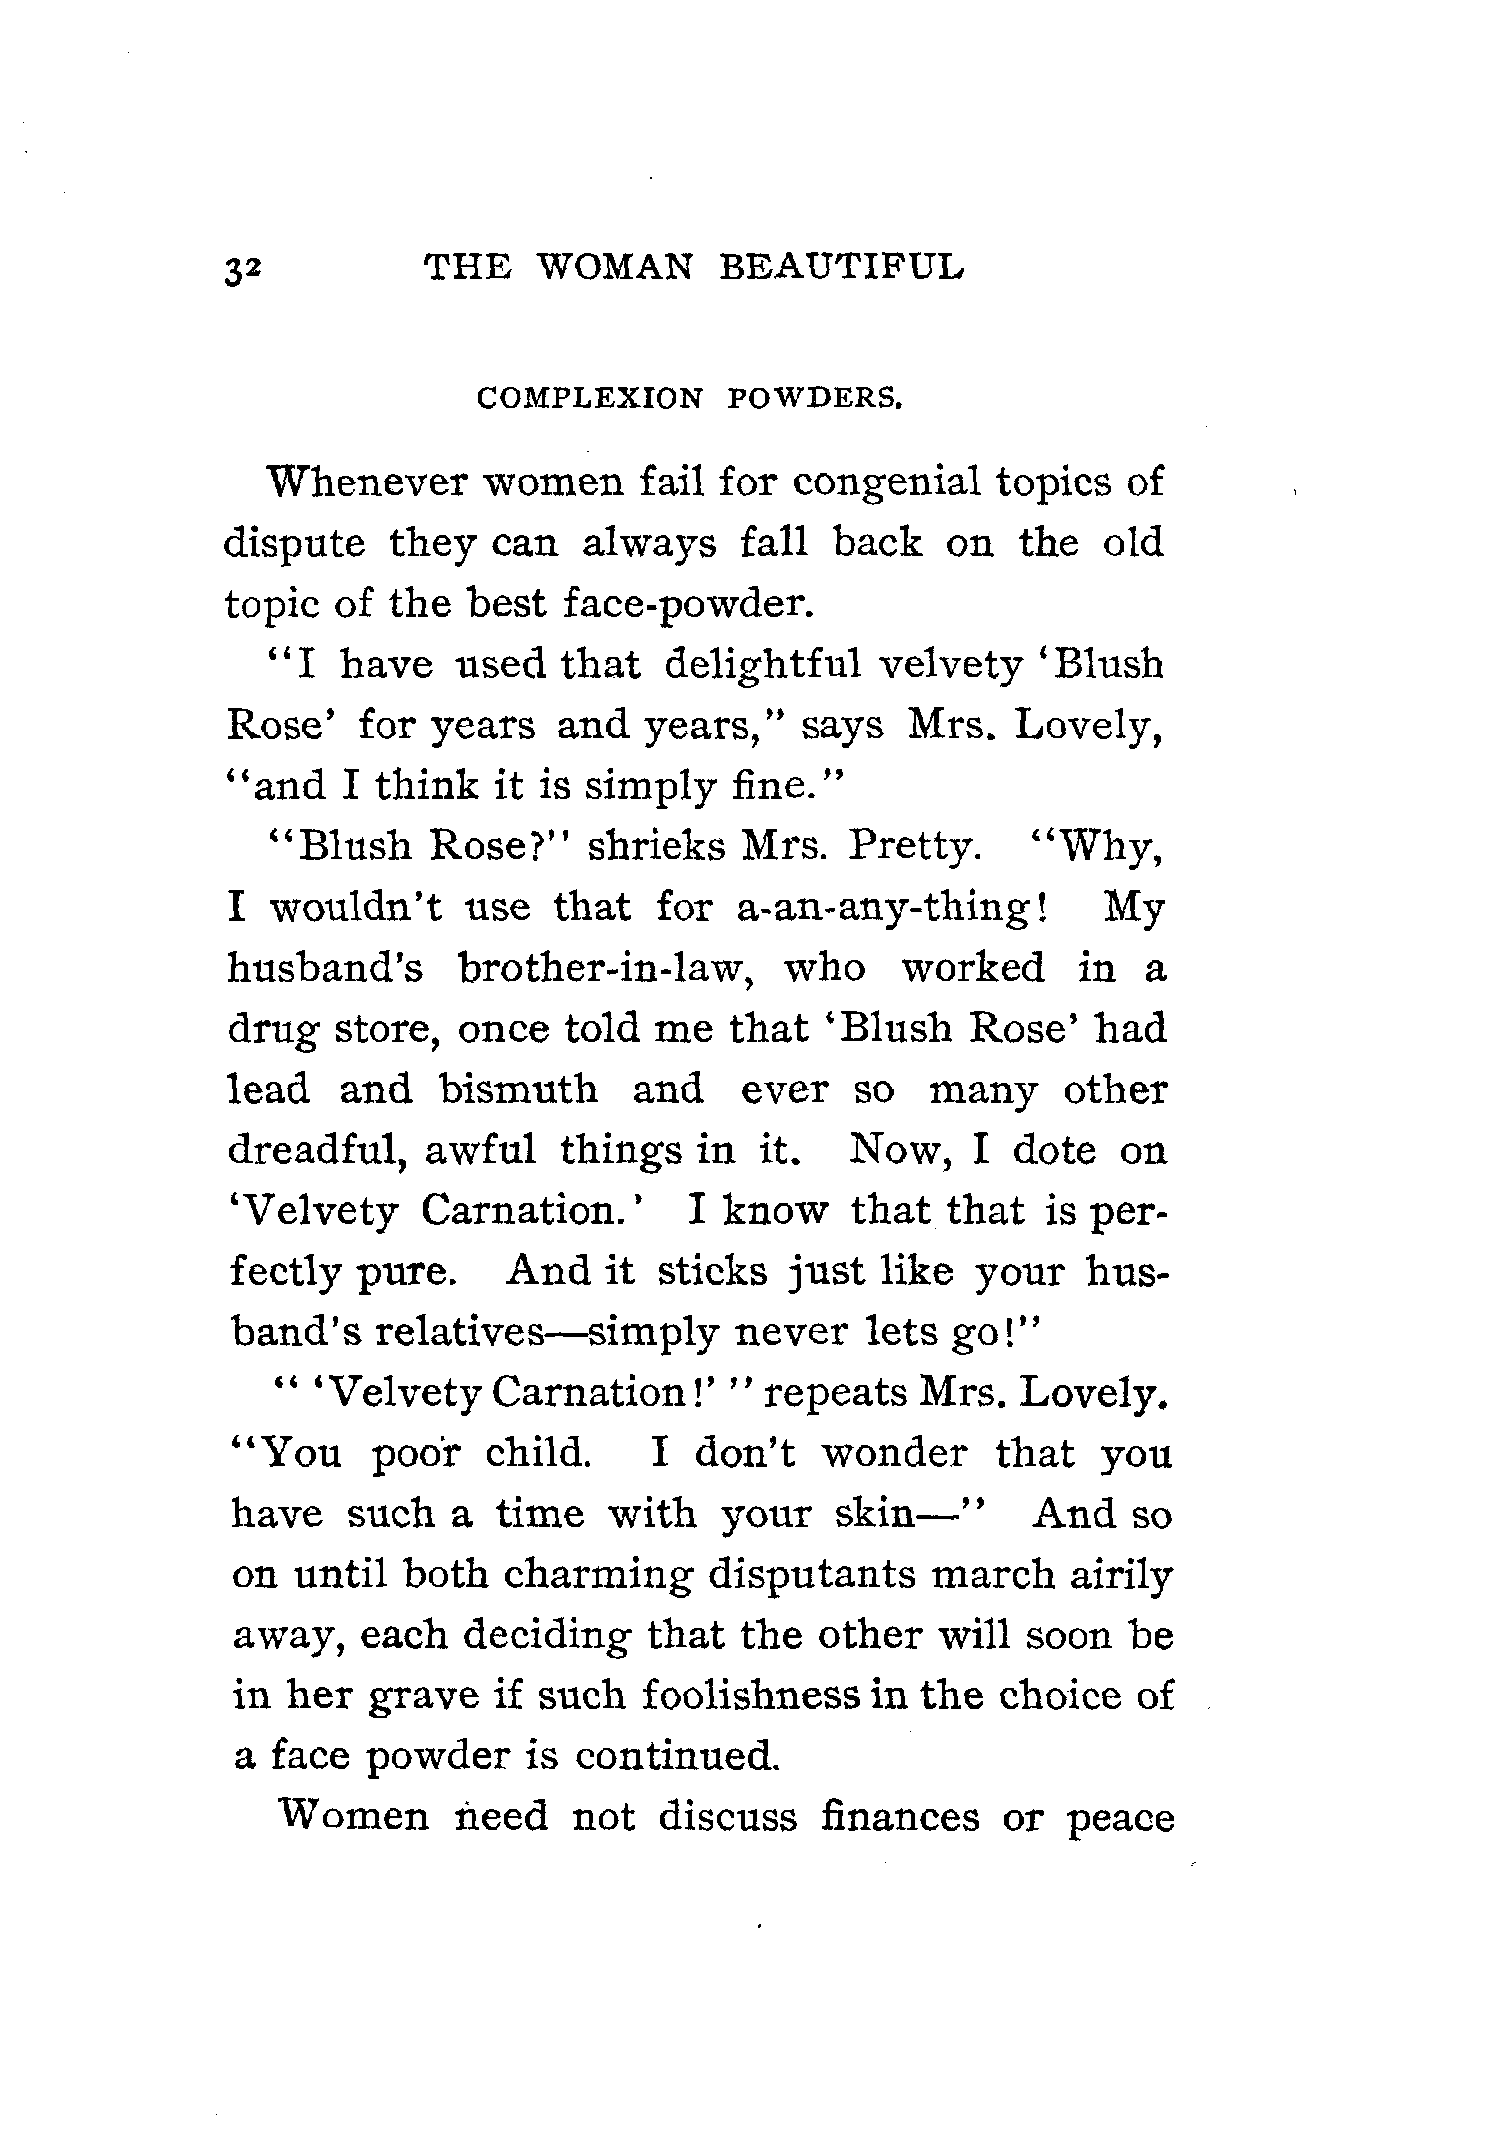 32 THE WOMAN BEAUTIFUL
COMPLEXION POWDERS.
Whenever women fail for congenial topics of
dispute they can always fall back on the old
topic of the best face-powder.
"I have used that delightful velvety 'Blush
Rose' for years and years," says Mrs. Lovely,
"and I think it is simply fine."
"Blush Rose?" shrieks Mrs. Pretty. "Why,
I wouldn't use that for a-an-any-thing! My
husband's brother-in-law, who worked in a
drug store, once told me that 'Blush Rose' had
lead and bismuth and ever so many other
dreadful, awful things in it. Now, I dote on
'Velvety Carnation.' I know that that is per-
fectly pure. And it sticks just like your hus-
band's relatives—simply never lets go!"
" 'Velvety Carnation!' " repeats Mrs. Lovely.
"You poor child. I don't wonder that you
have such a time with your skin—" And so
on until both charming disputants march airily
away, each deciding that the other will soon be
in her grave if such foolishness in the choice of
a face powder is continued.
Women need not discuss finances or peace